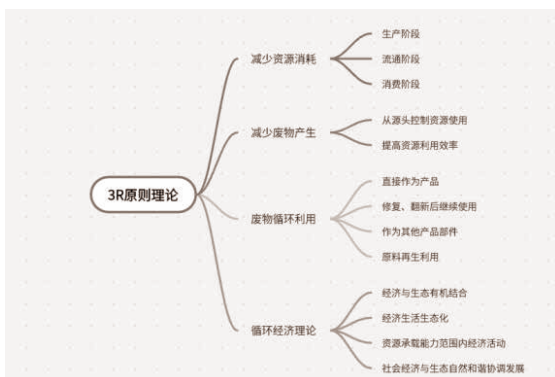 3R原则理论
减少资源消耗
生产阶段
流通阶段
消费阶段
减少废物产生
从源头控制资源使用
提高资源利用效率
废物循环利用
直接作为产品
修复、翻新后继续使用
作为其他产品部件
原料再生利用
循环经济理论
经济与生态有机结合
经济生活生态化
资源承载能力范围内经济活动
社会经济与生态自然和谐协调发展